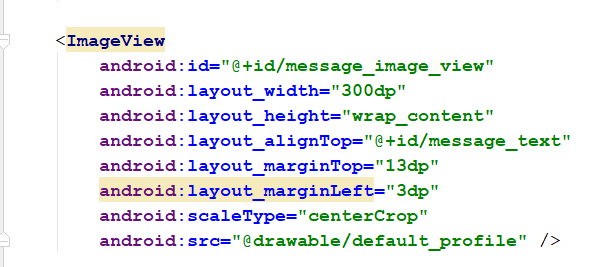 <ImageView
android:id="@+id/message_image_view"
android:layout_width="300dp"
android:layout_height="wrap_content"
android:layout_alignTop="@+id/message_text"
android:layout_marginTop="13dp"
android:layout_marginLeft="3dp"
android:scaleType="centerCrop"
android:src="@drawable/default_profile" />